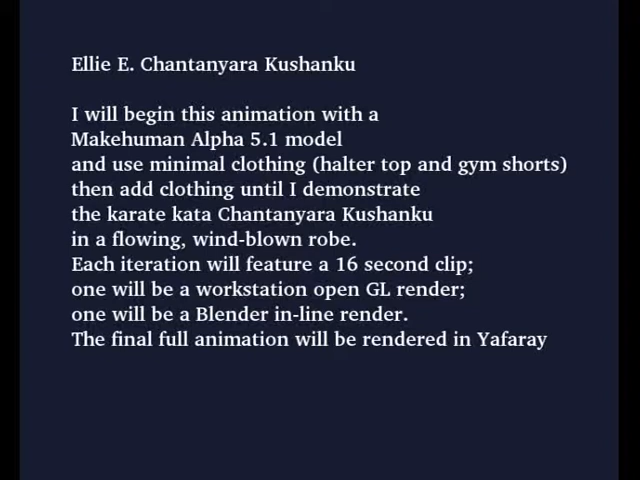 Ellie E. Chantanyara Kushanku
I will begin this animation with a
Makehuman Alpha 5.1 model
and use minimal clothing (halter top and gym shorts)
then add clothing until I demonstrate
the karate kata Chantanyara Kushanku
in a flowing, wind-blown robe.
Each iteration will feature a 16 second clip;
one will be a workstation open GL render;
one will be a Blender in-line render.
The final full animation will be rendered in Yafaray